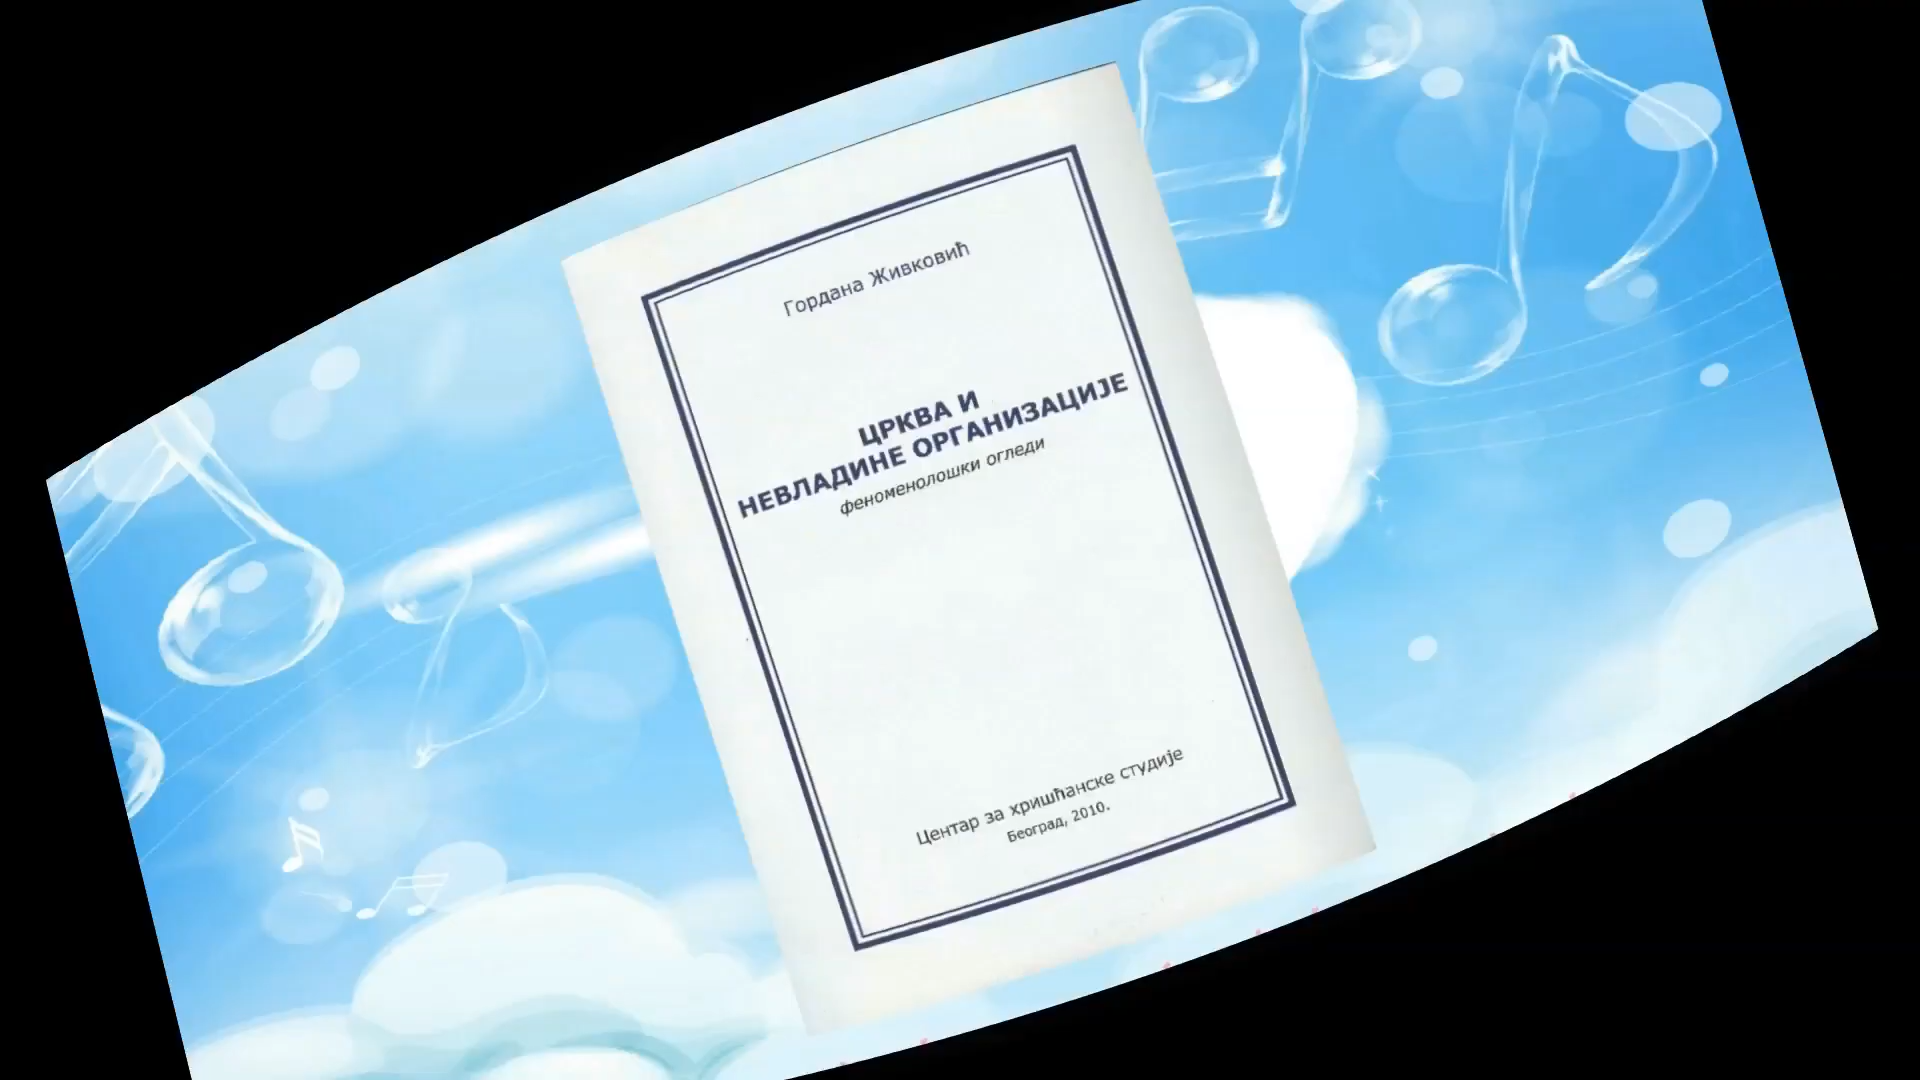 Гордана Живковић
ЦРКВА И
НЕВЛАДИНЕ ОРГАНИЗАЦИЈЕ
феноменолошки огледи
Центар за хришћанске студије
Београд, 2010.